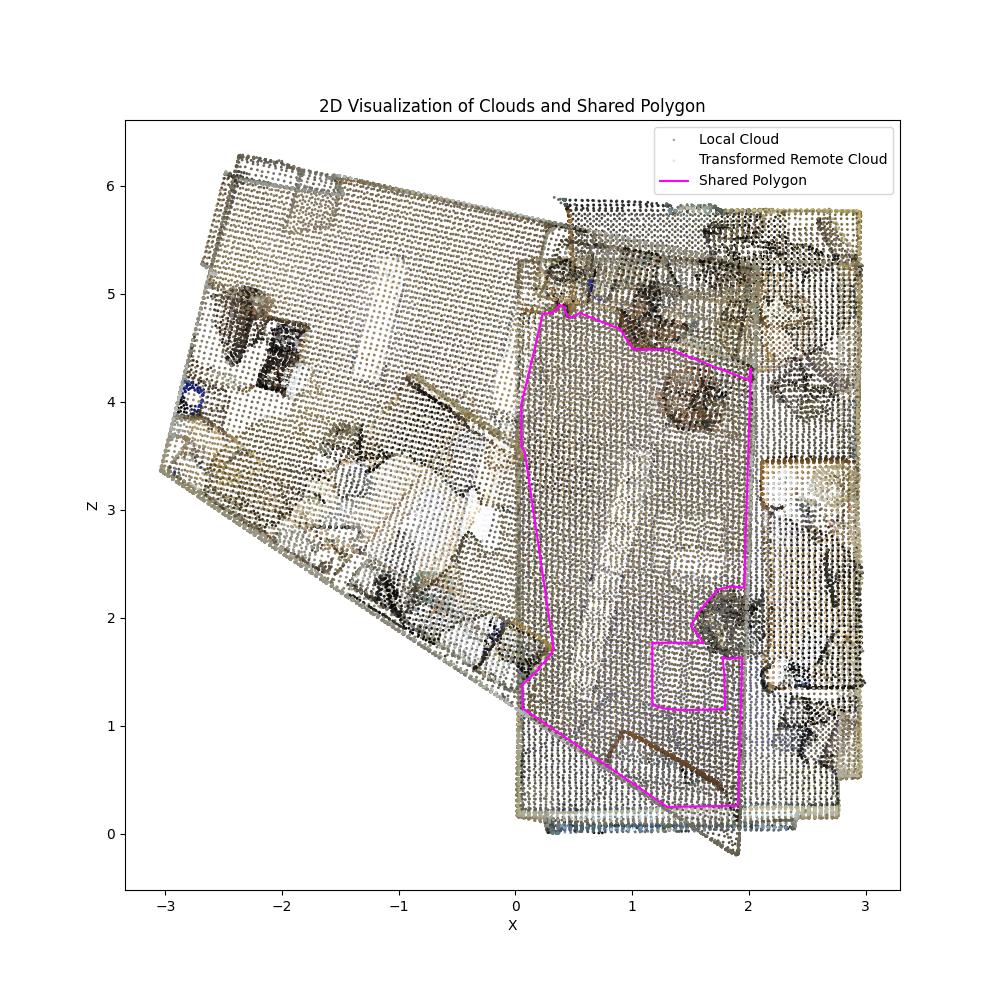 2D Visualization of Clouds and Shared Polygon
Local Cloud
Transformed Remote Cloud
Shared Polygon
Z
6
5
4
3
2
1
0
−3
−2
−1
0
1
2
3
X